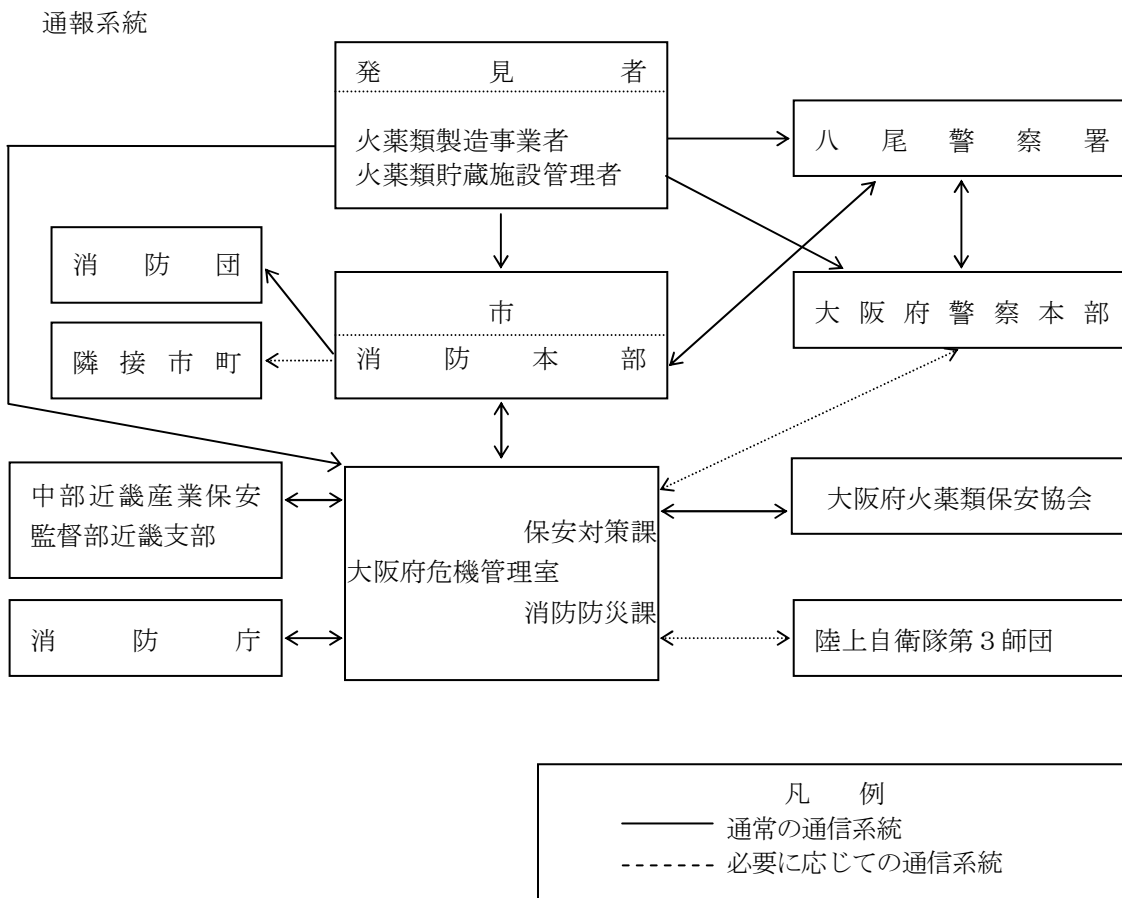 通報系統
発見者
火薬類製造事業者
火薬類貯蔵施設管理者
八尾警察署
消防団
市
消防本部
大阪府警察本部
隣接市町
中部近畿産業保安
監督部近畿支部
保安対策課
大阪府危機管理室
消防防災課
大阪府火薬類保安協会
消防庁
陸上自衛隊第３師団
凡例
通常の通信系統
必要に応じての通信系統